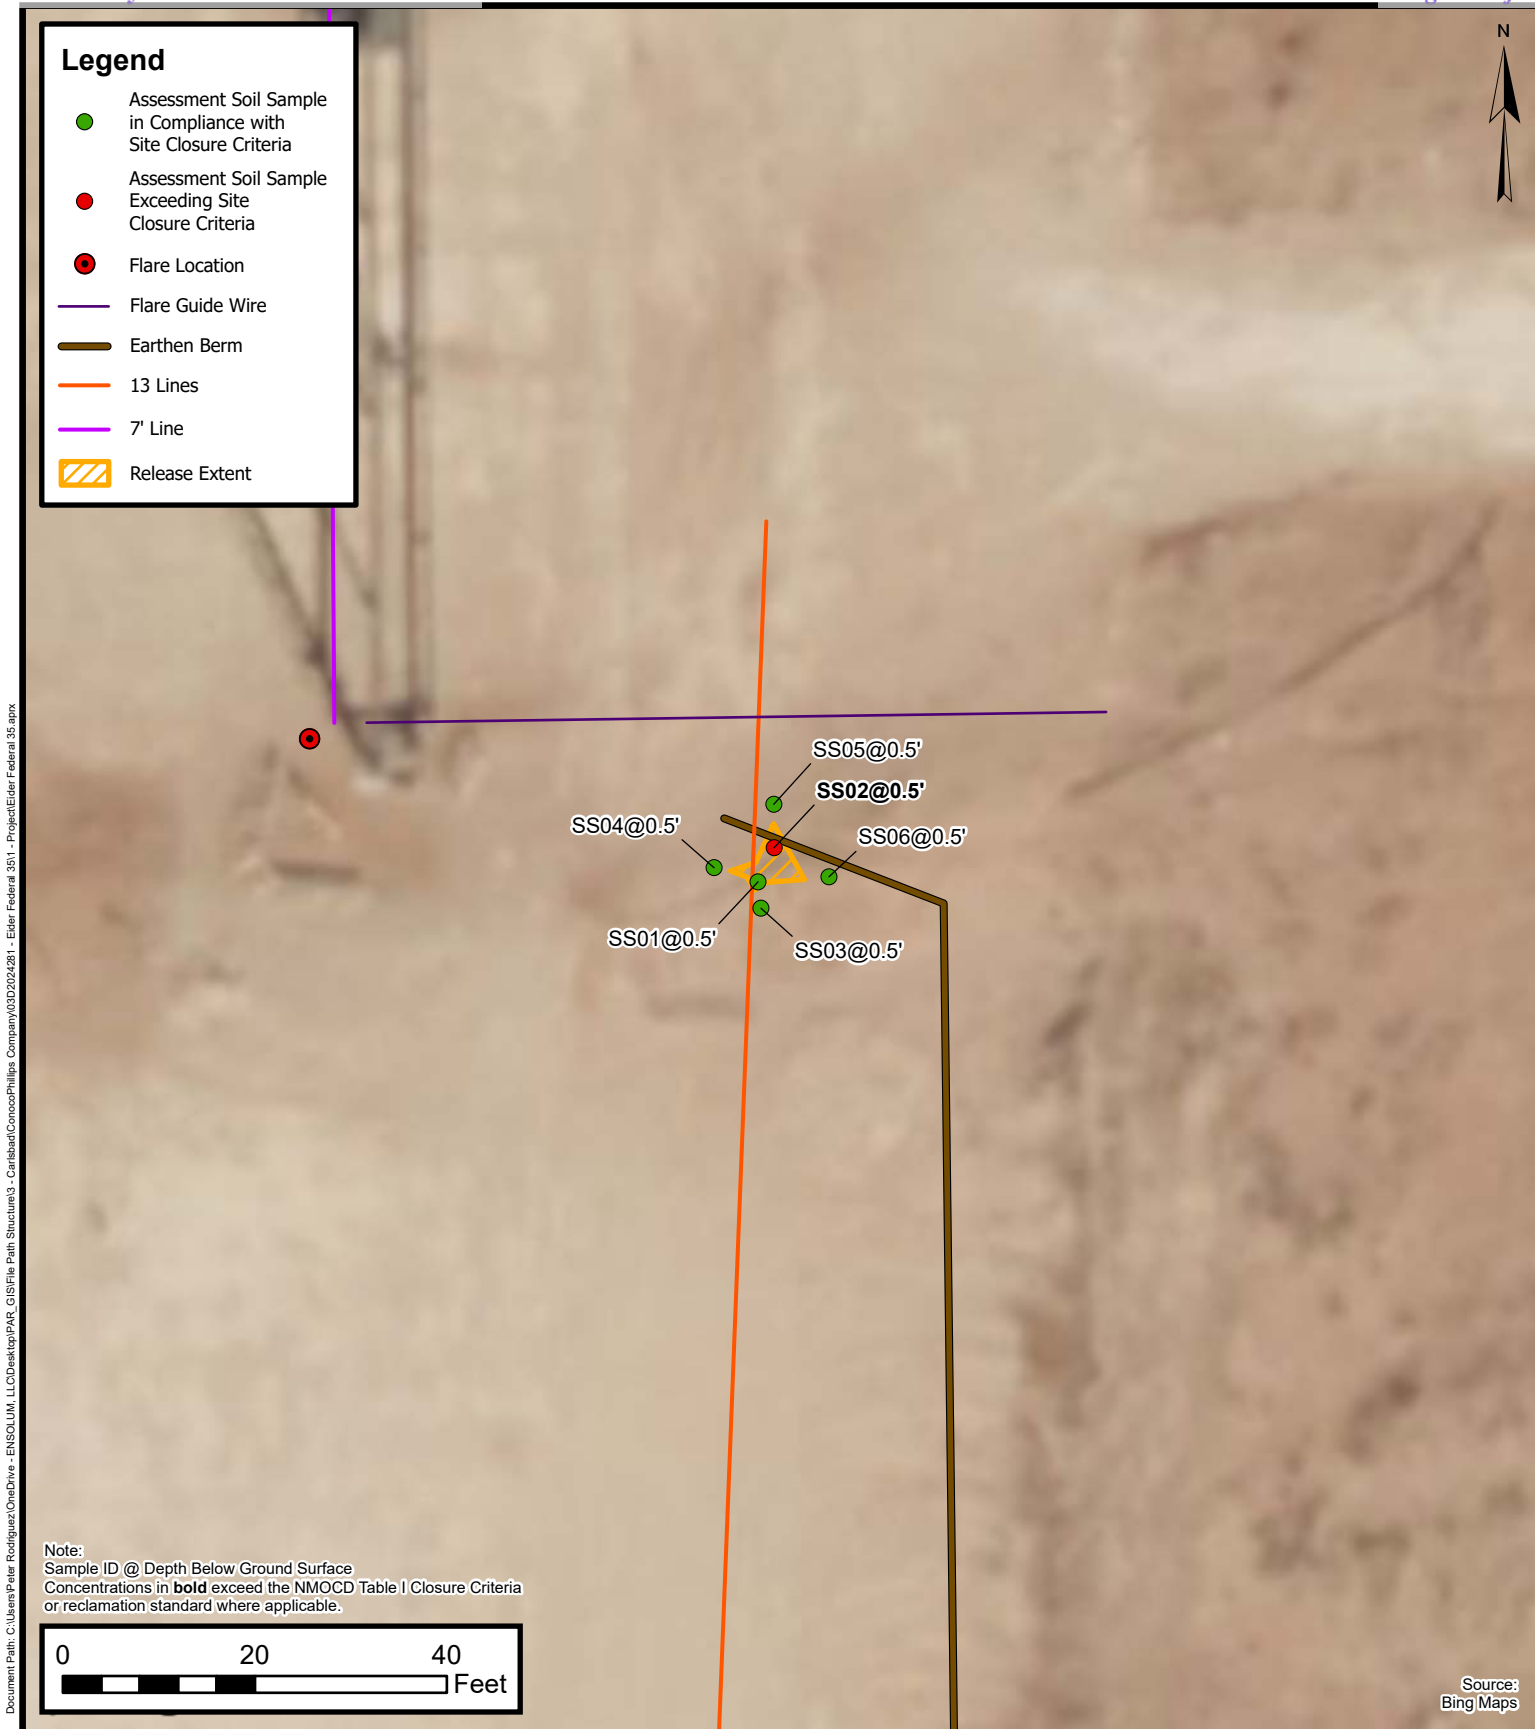 Legend
Assessment Soil Sample
in Compliance with
Site Closure Criteria
Assessment Soil Sample
Exceeding Site
Closure Criteria
Flare Location
Flare Guide Wire
Earthen Berm
13 Lines
7' Line
Release Extent
N
SS05@0.5'
SS02@0.5'
SS04@0.5'
SS06@0.5'
SS01@0.5'
SS03@0.5'
Document Path: C:\Users\Peter Rodriguez\OneDrive - ENSOLUM, LLC\Desktop\PAR_GIS\File Path Structure\3 - Carlsbad\ConocoPhillips Company\03D2024281 - Eider Federal 35\1 - Project\Eider Federal 35.aprx
Note:
Sample ID @ Depth Below Ground Surface
Concentrations in bold exceed the NMOCD Table I Closure Criteria
or reclamation standard where applicable.
0 20 40
Feet
Source:
Bing Maps